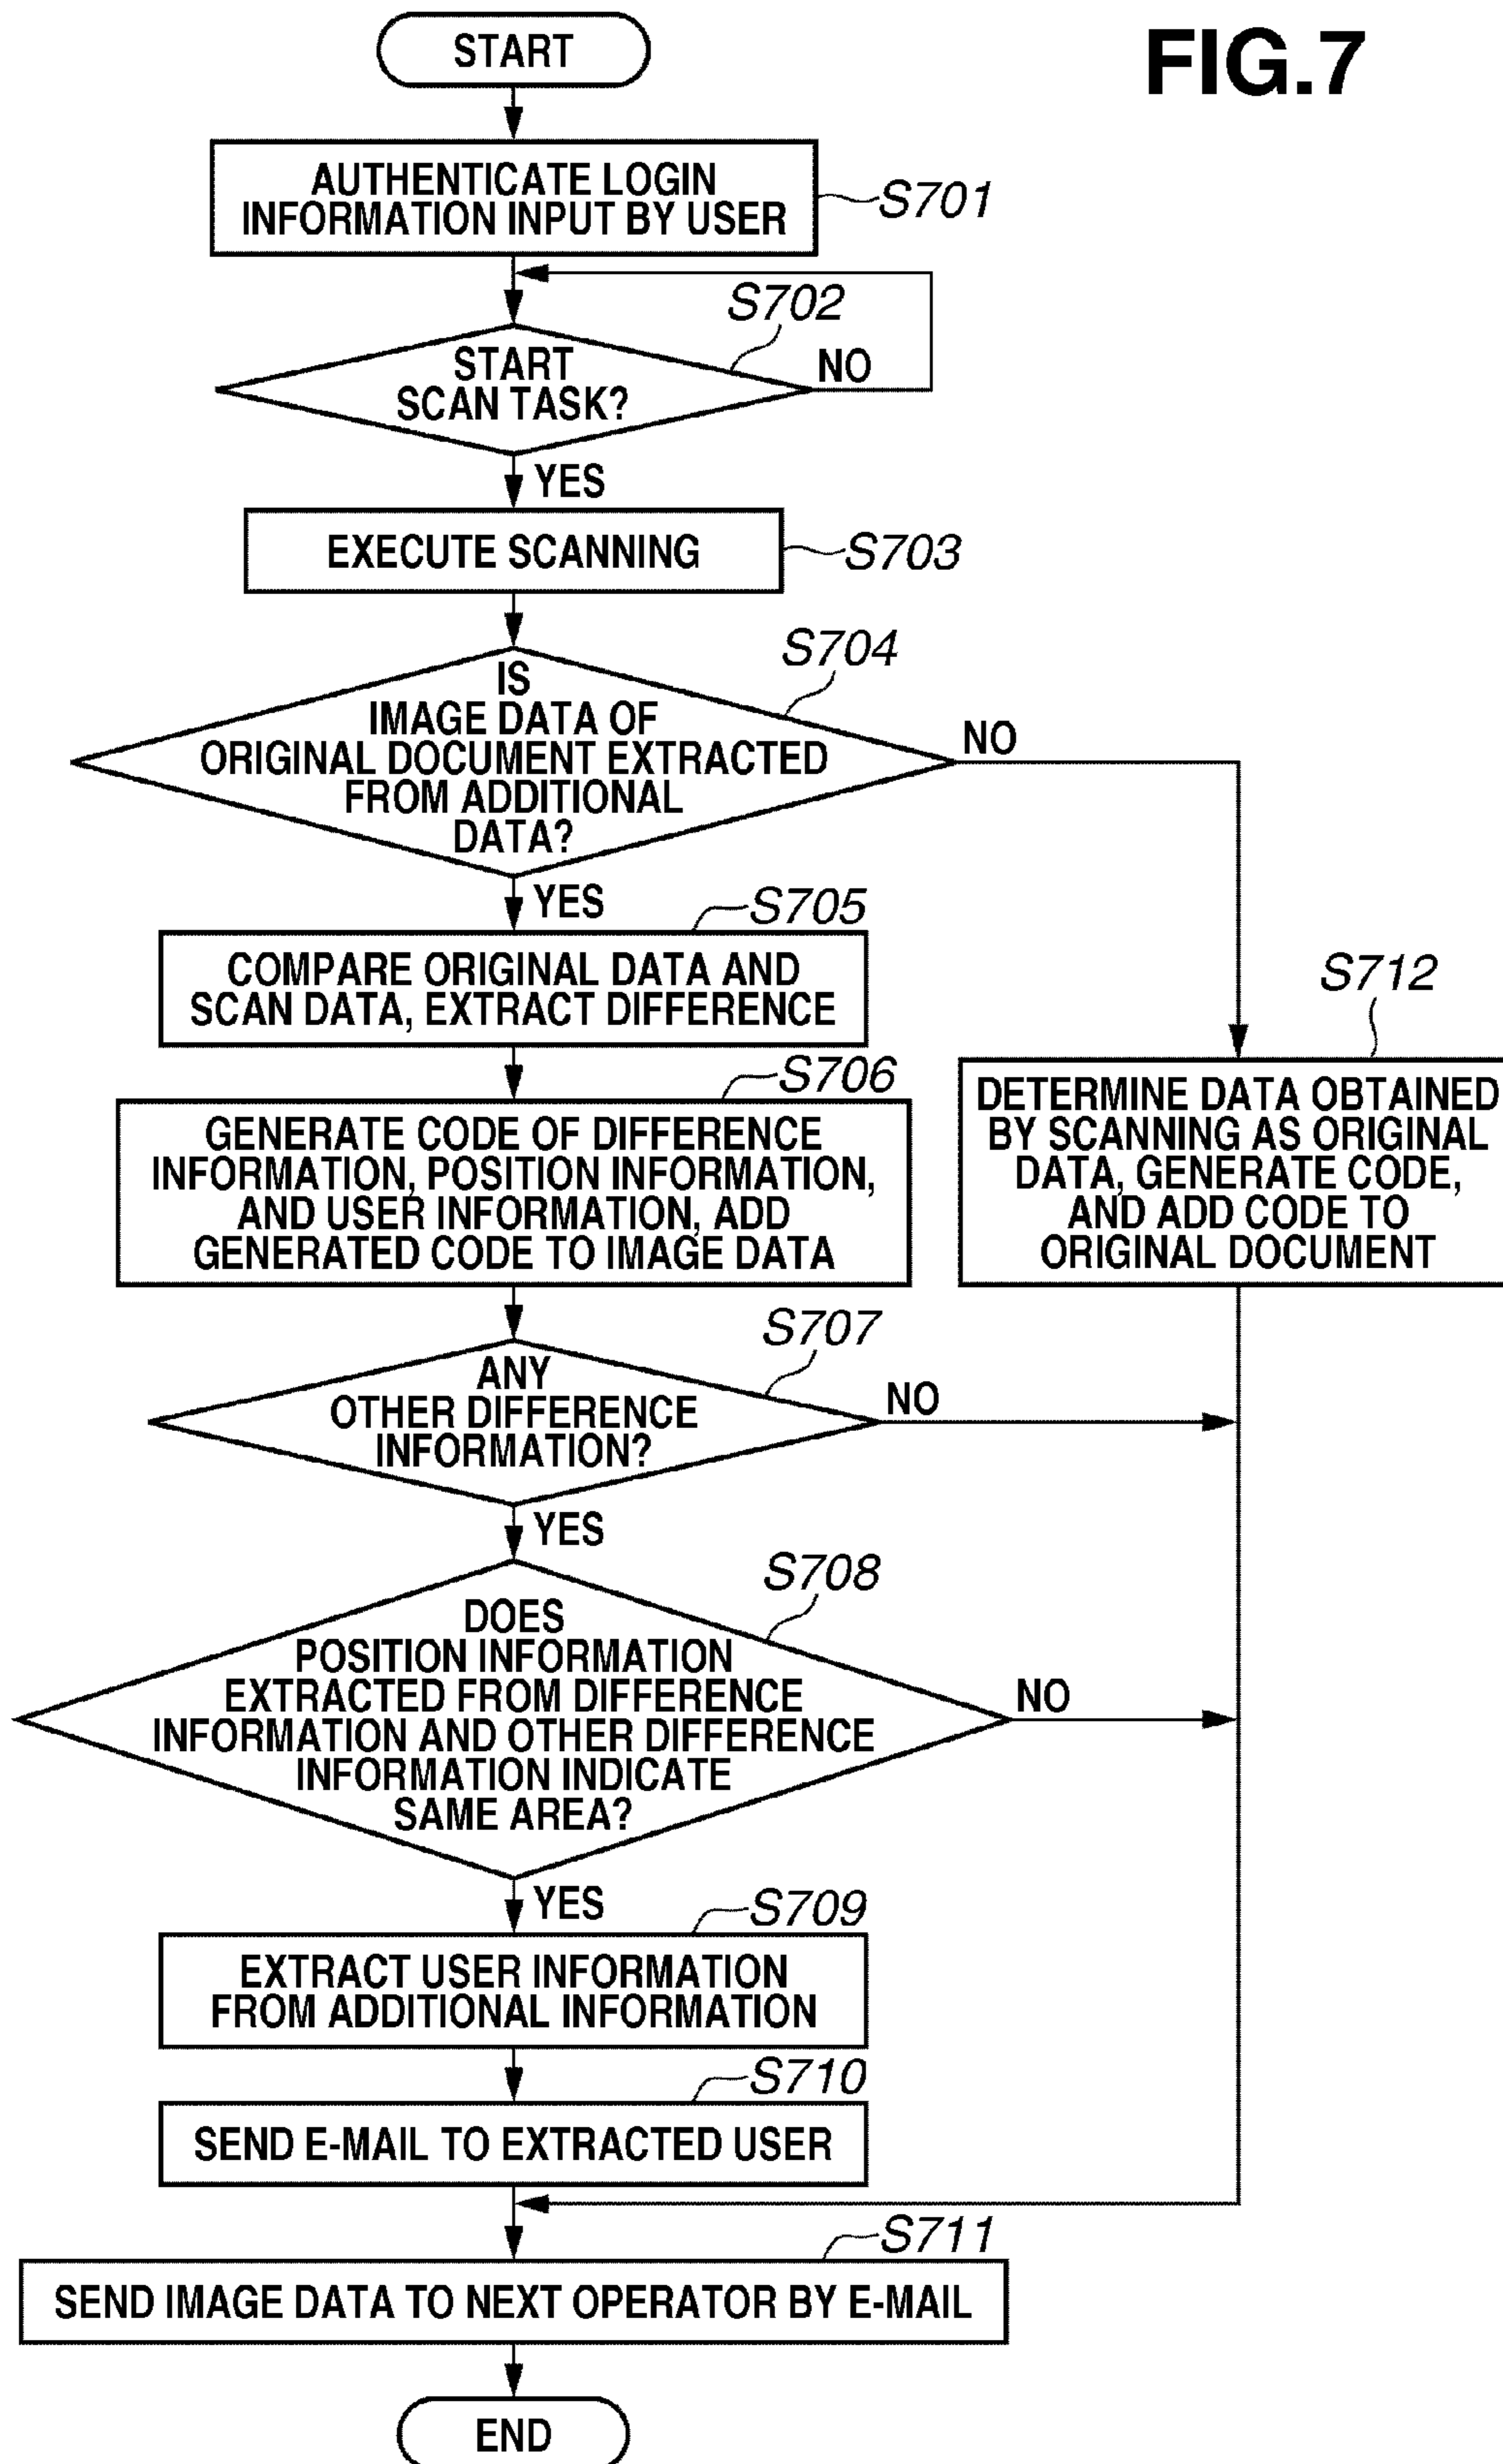 FIG.7
START
AUTHENTICATE LOGIN
INFORMATION INPUT BY USER
S701
S702
START
SCAN TASK?
NO
YES
EXECUTE SCANNING
S703
S704
IS
IMAGE DATA OF
ORIGINAL DOCUMENT EXTRACTED
FROM ADDITIONAL
DATA?
NO
YES
S705
COMPARE ORIGINAL DATA AND
SCAN DATA, EXTRACT DIFFERENCE
S706
GENERATE CODE OF DIFFERENCE
INFORMATION, POSITION INFORMATION,
AND USER INFORMATION, ADD
GENERATED CODE TO IMAGE DATA
S712
DETERMINE DATA OBTAINED
BY SCANNING AS ORIGINAL
DATA, GENERATE CODE,
AND ADD CODE TO
ORIGINAL DOCUMENT
S707
ANY
OTHER DIFFERENCE
INFORMATION?
NO
YES
S708
DOES
POSITION INFORMATION
EXTRACTED FROM DIFFERENCE
INFORMATION AND OTHER DIFFERENCE
INFORMATION INDICATE
SAME AREA?
NO
YES
S709
EXTRACT USER INFORMATION
FROM ADDITIONAL INFORMATION
S710
SEND E-MAIL TO EXTRACTED USER
S711
SEND IMAGE DATA TO NEXT OPERATOR BY E-MAIL
END